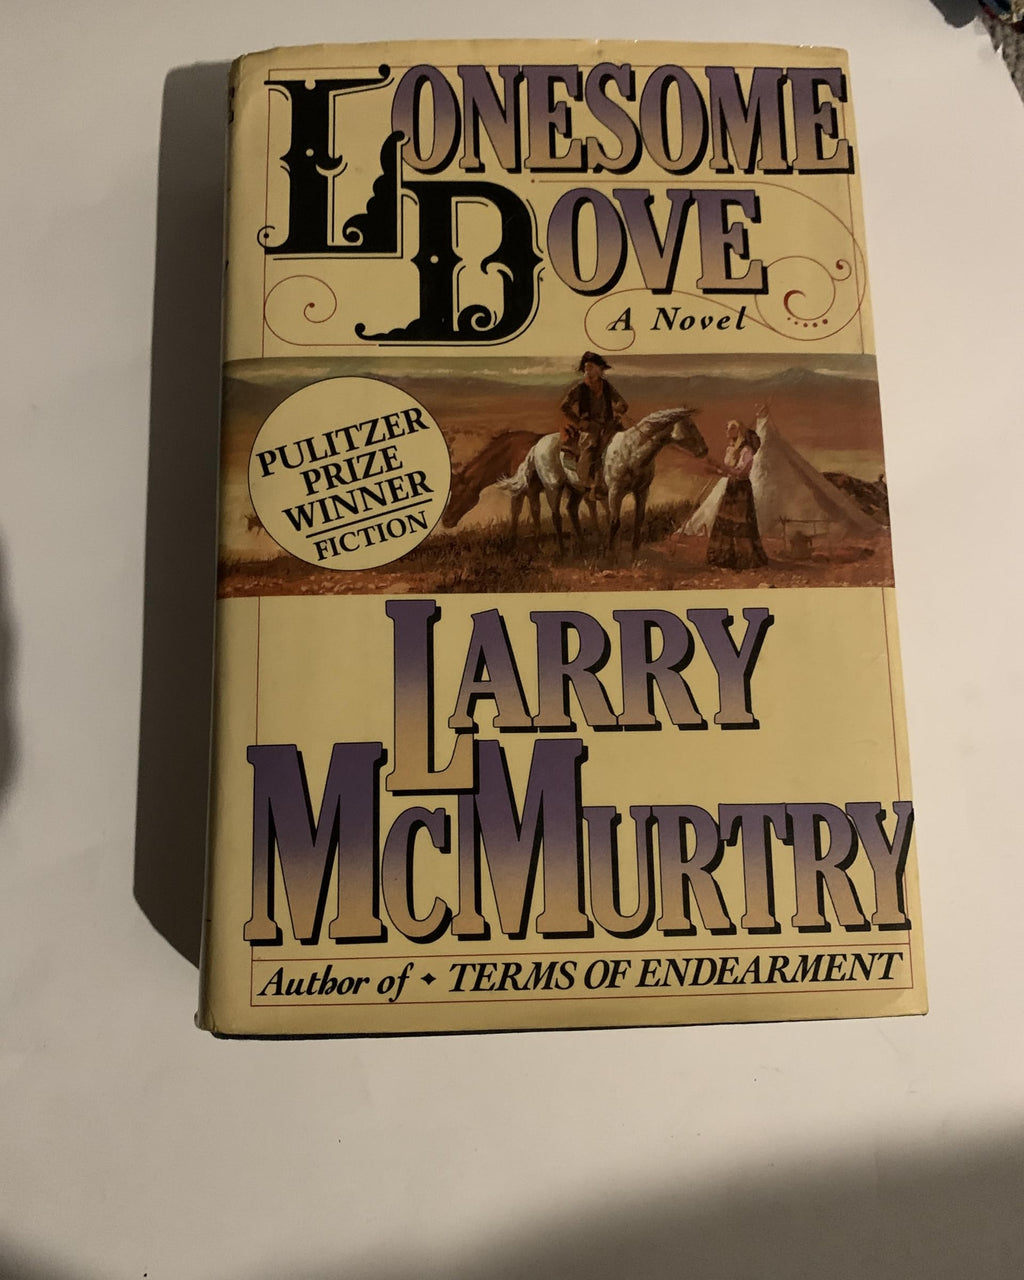 LONESOME
DOVE
A Novel
PULITZER
PRIZE
WINNER
FICTION
LARRY
MCMURTRY
Author of ⬩ TERMS OF ENDEARMENT